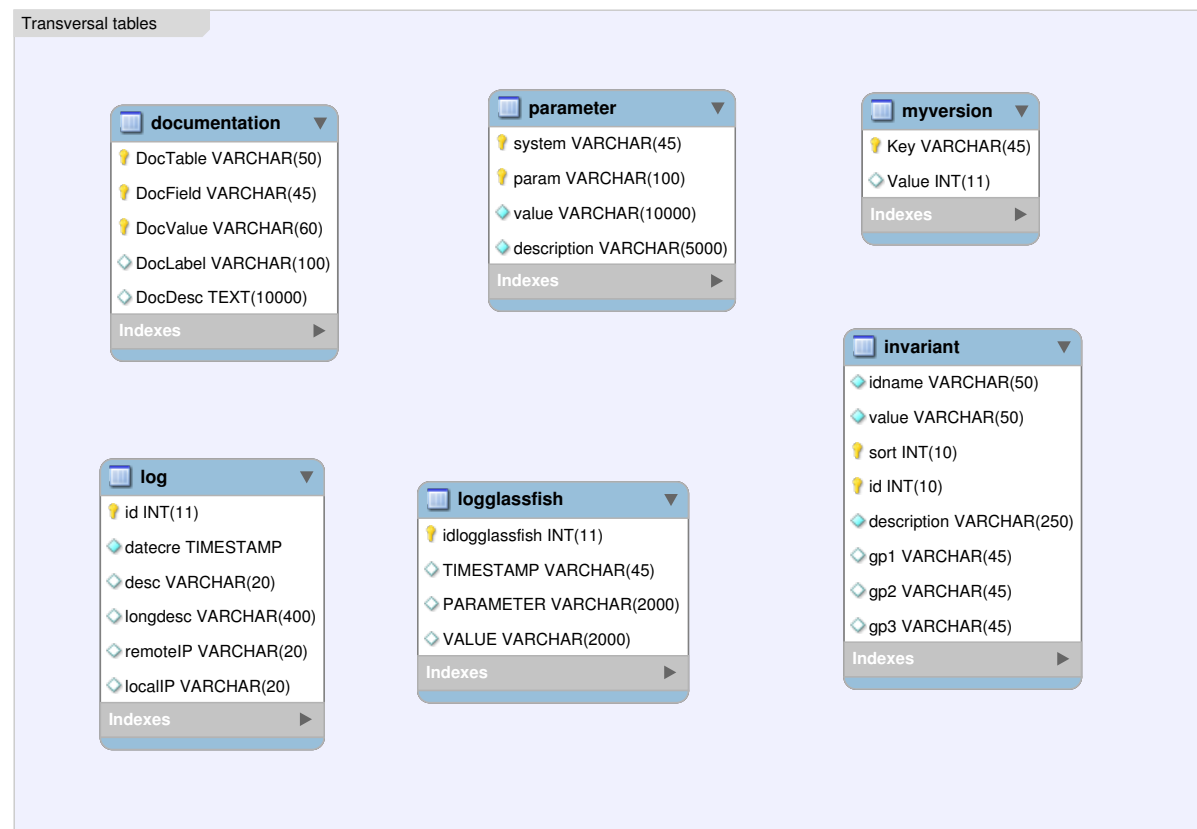 Transversal tables
documentation
DocTable VARCHAR(50)
DocField VARCHAR(45)
DocValue VARCHAR(60)
DocLabel VARCHAR(100)
DocDesc TEXT(10000)
Indexes
parameter
system VARCHAR(45)
param VARCHAR(100)
value VARCHAR(10000)
description VARCHAR(5000)
Indexes
myversion
Key VARCHAR(45)
Value INT(11)
Indexes
invariant
idname VARCHAR(50)
value VARCHAR(50)
sort INT(10)
id INT(10)
description VARCHAR(250)
gp1 VARCHAR(45)
gp2 VARCHAR(45)
gp3 VARCHAR(45)
Indexes
log
id INT(11)
datecre TIMESTAMP
desc VARCHAR(20)
longdesc VARCHAR(400)
remoteIP VARCHAR(20)
localIP VARCHAR(20)
Indexes
logglassfish
idlogglassfish INT(11)
TIMESTAMP VARCHAR(45)
PARAMETER VARCHAR(2000)
VALUE VARCHAR(2000)
Indexes